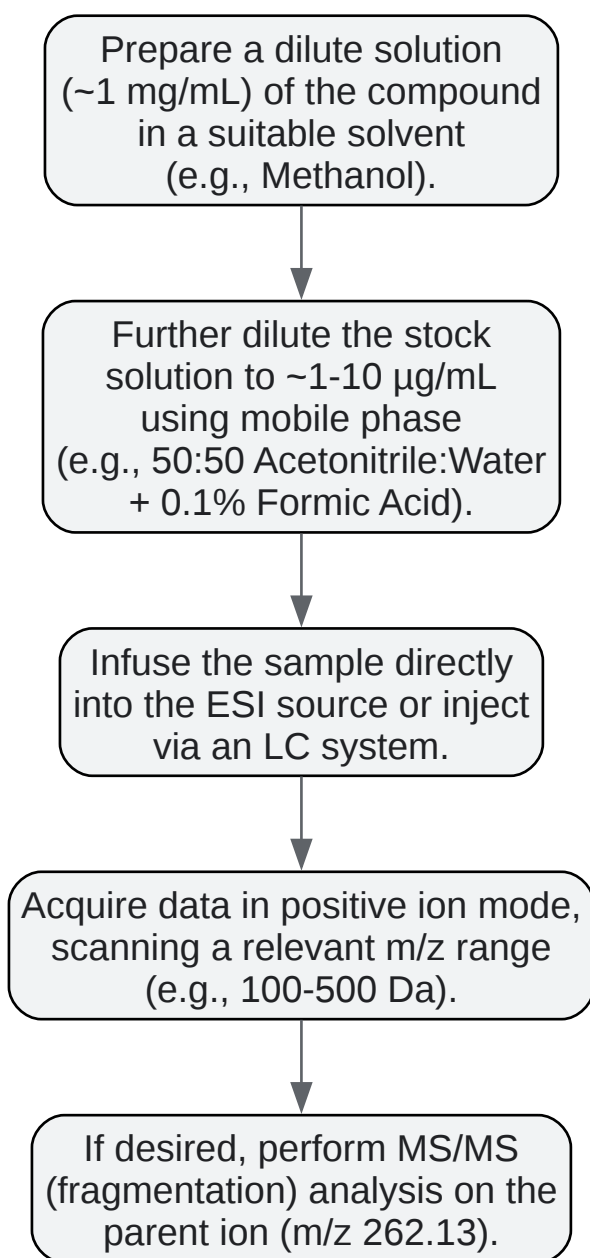 Prepare a dilute solution
(~1 mg/mL) of the compound
in a suitable solvent
(e.g., Methanol).
Further dilute the stock
solution to ~1-10 µg/mL
using mobile phase
(e.g., 50:50 Acetonitrile:Water
+ 0.1% Formic Acid).
Infuse the sample directly
into the ESI source or inject
via an LC system.
Acquire data in positive ion mode,
scanning a relevant m/z range
(e.g., 100-500 Da).
If desired, perform MS/MS
(fragmentation) analysis on the
parent ion (m/z 262.13).